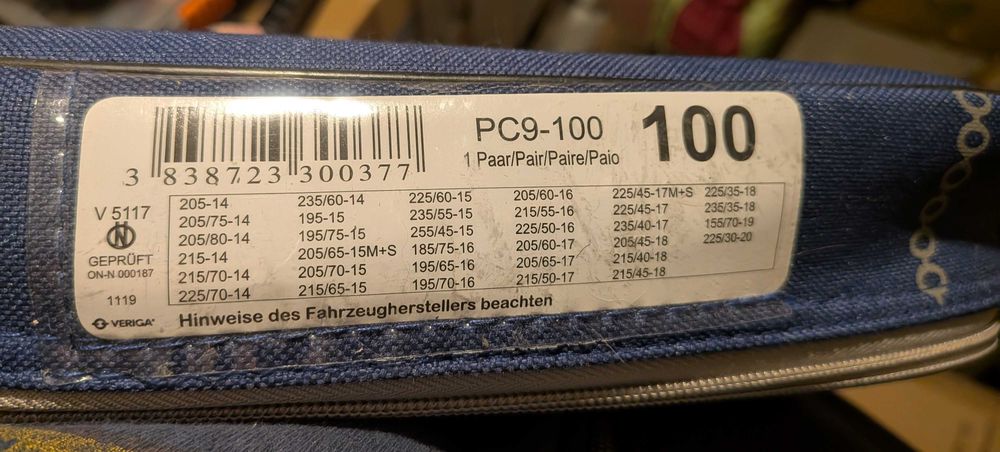 PC9-100
100
1 Paar/Pair/Paire/Paio
3 838723 300377
V 5117
GEPRÜFT
ON-N 000187
1119
VERIGA
205-14 235/60-14 225/60-15 205/60-16 225/45-17M+S 225/35-18
205/75-14 195-15 235/55-15 215/55-16 225/45-17 235/35-18
205/80-14 195/75-15 255/45-15 225/50-16 235/40-17 155/70-19
215-14 205/65-15M+S 185/75-16 205/60-17 205/45-18 225/30-20
215/70-14 205/70-15 195/65-16 205/65-17 215/40-18
225/70-14 215/65-15 195/70-16 215/50-17 215/45-18
Hinweise des Fahrzeugherstellers beachten